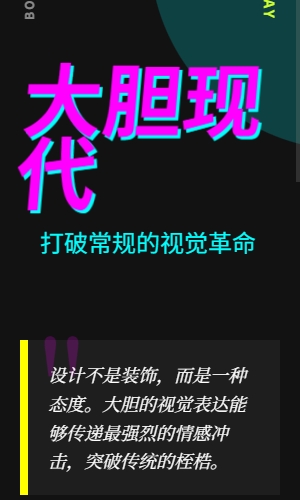 BO
AY
大胆现
代
打破常规的视觉革命
"
设计不是装饰，而是一种
态度。大胆的视觉表达能
够传递最强烈的情感冲
击，突破传统的桎梏。